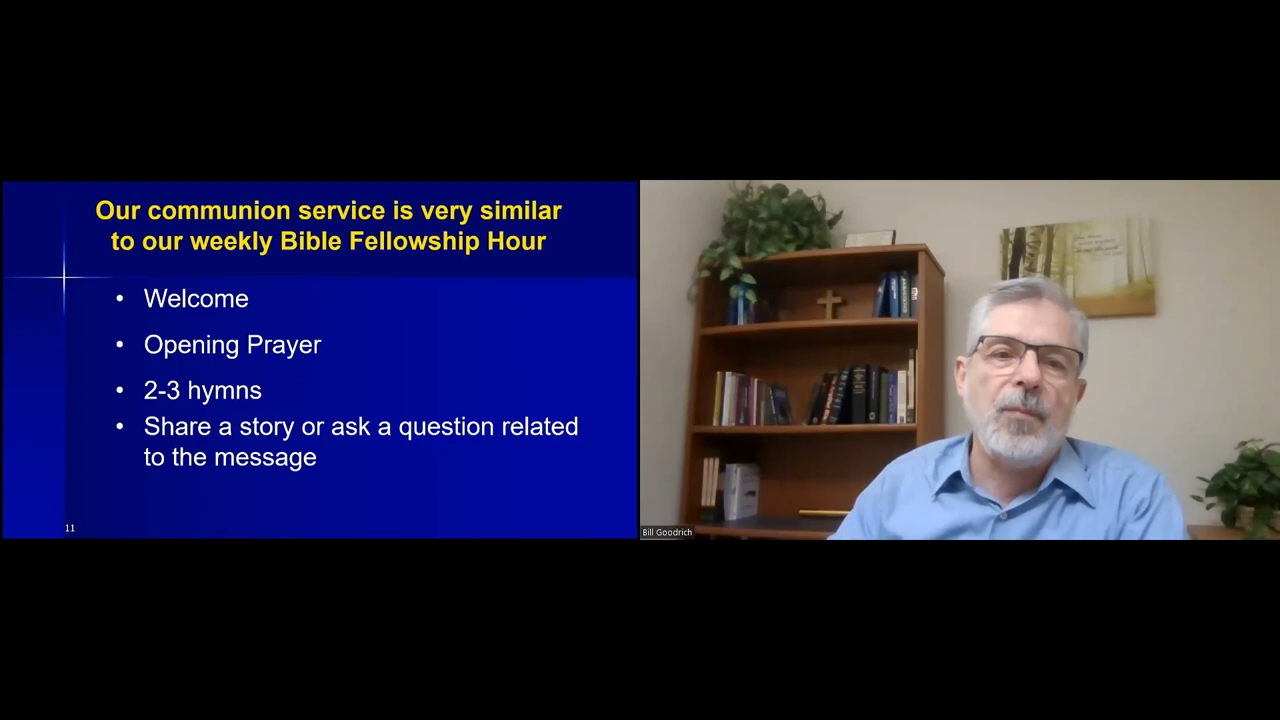 Our communion service is very similar
to our weekly Bible Fellowship Hour
• Welcome
• Opening Prayer
• 2-3 hymns
• Share a story or ask a question related
to the message
11
Bill Goodrich